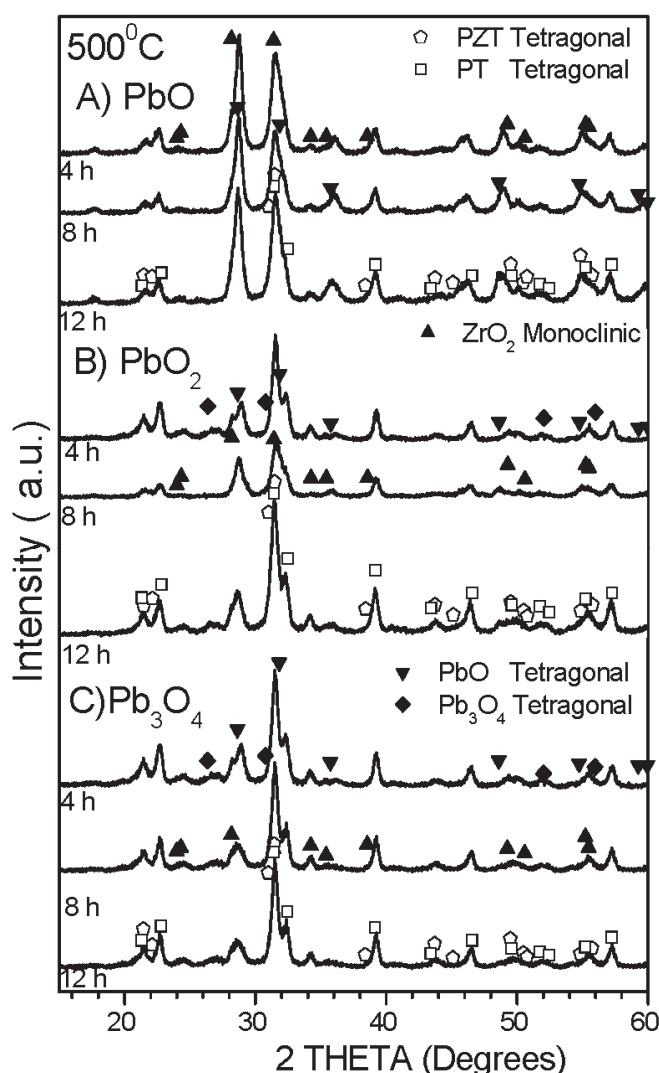 500⁰C
PZT Tetragonal
PT Tetragonal
A) PbO
4 h
8 h
12 h
ZrO₂ Monoclinic
B) PbO₂
4 h
8 h
12 h
PbO Tetragonal
Pb₃O₄ Tetragonal
C)Pb₃O₄
4 h
8 h
12 h
Intensity ( a.u.)
20 30 40 50 60
2 THETA (Degrees)